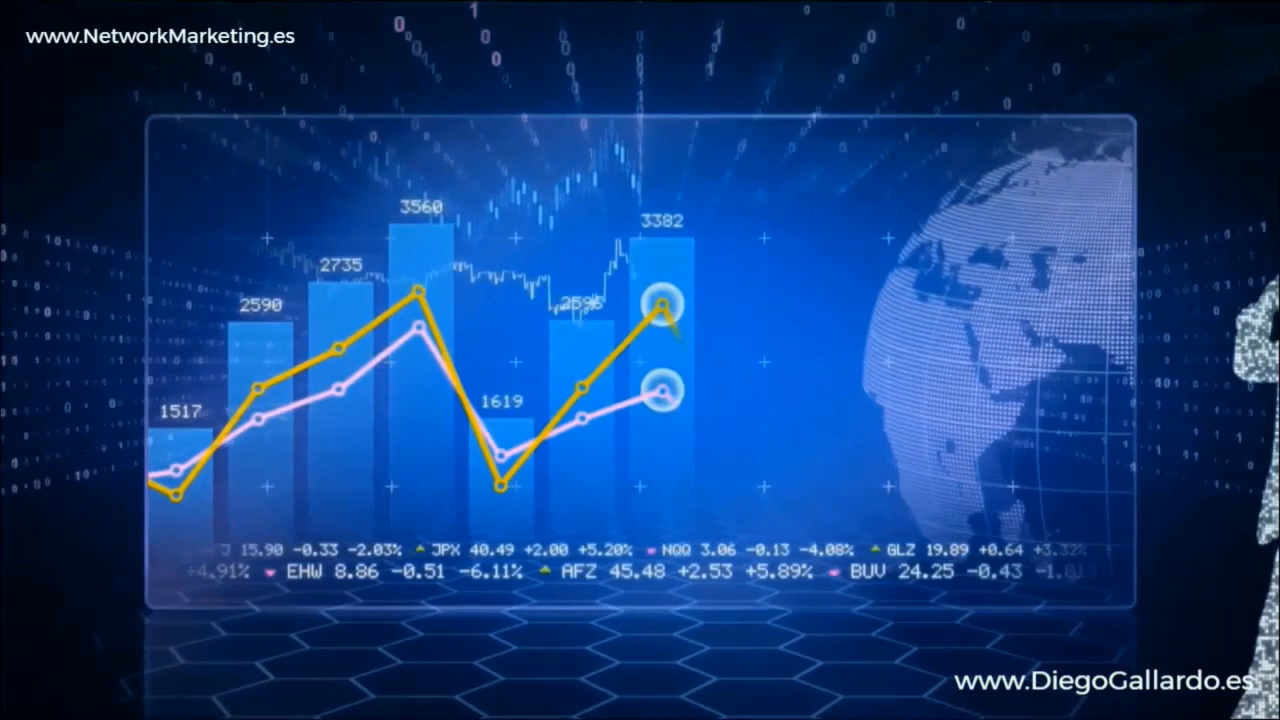 www.NetworkMarketing.es
3560
3382
2735
2590
2596
1619
1517
J 15.90 -0.33 -2.03% JPX 40.49 +2.00 +5.20% NQQ 3.06 -0.13 -4.08% GLZ 19.89 +0.64 +3.32%
+4.91% EHW 8.86 -0.51 -6.11% AFZ 45.48 +2.53 +5.89% BUV 24.25 -0.43
www.DiegoGallardo.es